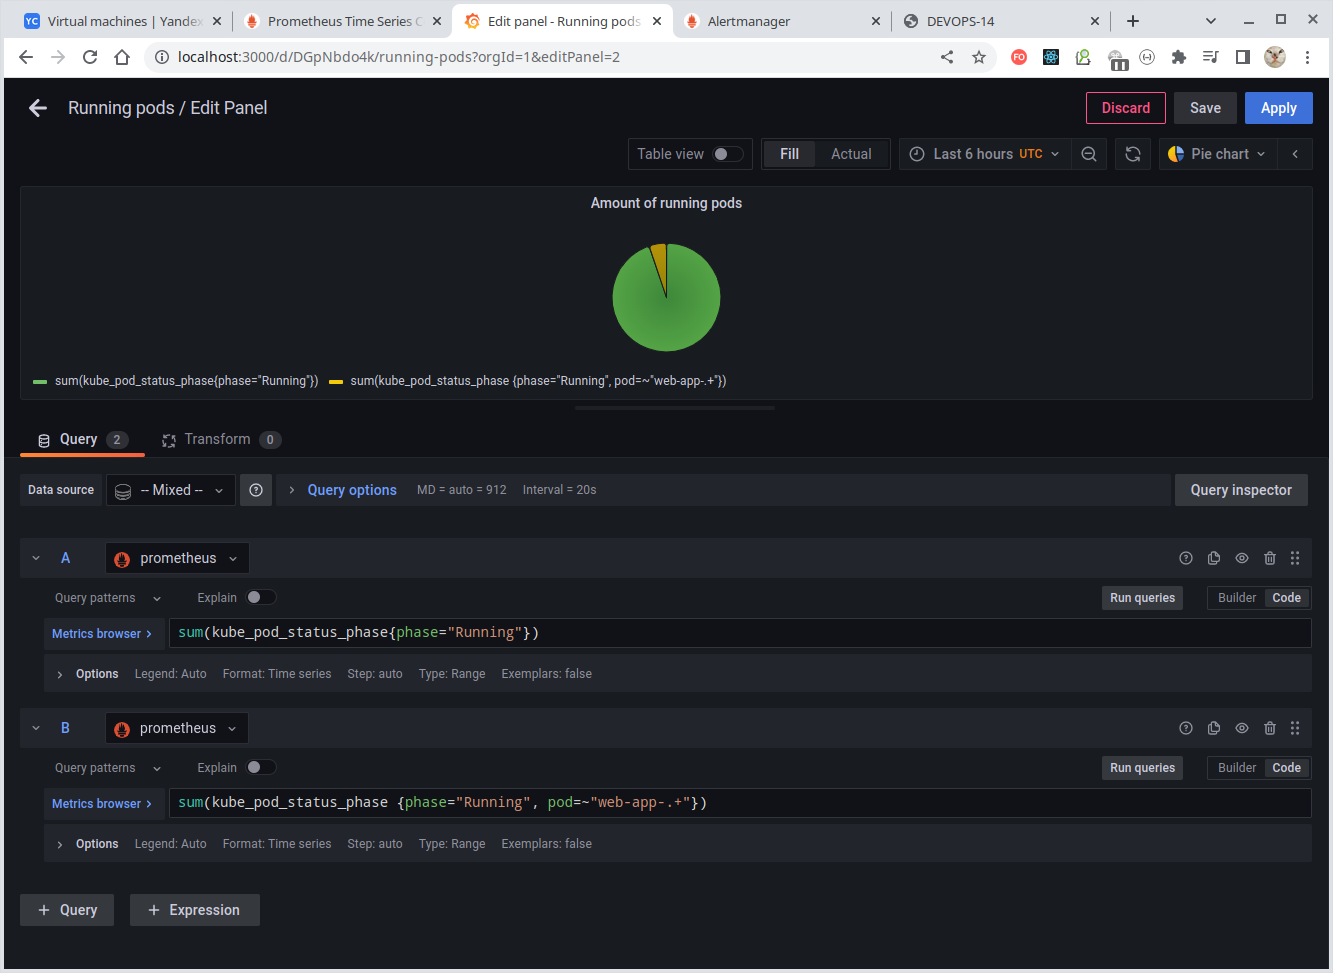 YC Virtual machines | Yandex
Prometheus Time Series C
Edit panel - Running pods
Alertmanager
DEVOPS-14
localhost:3000/d/DGpNbdo4k/running-pods?orgId=1&editPanel=2
FO
Running pods / Edit Panel
Discard
Save
Apply
Table view
Fill
Actual
Last 6 hours UTC
Pie chart
Amount of running pods
sum(kube_pod_status_phase{phase="Running"})
sum(kube_pod_status_phase {phase="Running", pod=~"web-app-.+"})
Query 2
Transform 0
Data source
-- Mixed --
Query options
MD = auto = 912
Interval = 20s
Query inspector
A
prometheus
Query patterns
Explain
Run queries
Builder
Code
Metrics browser >
sum(kube_pod_status_phase{phase="Running"})
> Options
Legend: Auto
Format: Time series
Step: auto
Type: Range
Exemplars: false
B
prometheus
Query patterns
Explain
Run queries
Builder
Code
Metrics browser >
sum(kube_pod_status_phase {phase="Running", pod=~"web-app-.+"})
> Options
Legend: Auto
Format: Time series
Step: auto
Type: Range
Exemplars: false
+ Query
+ Expression